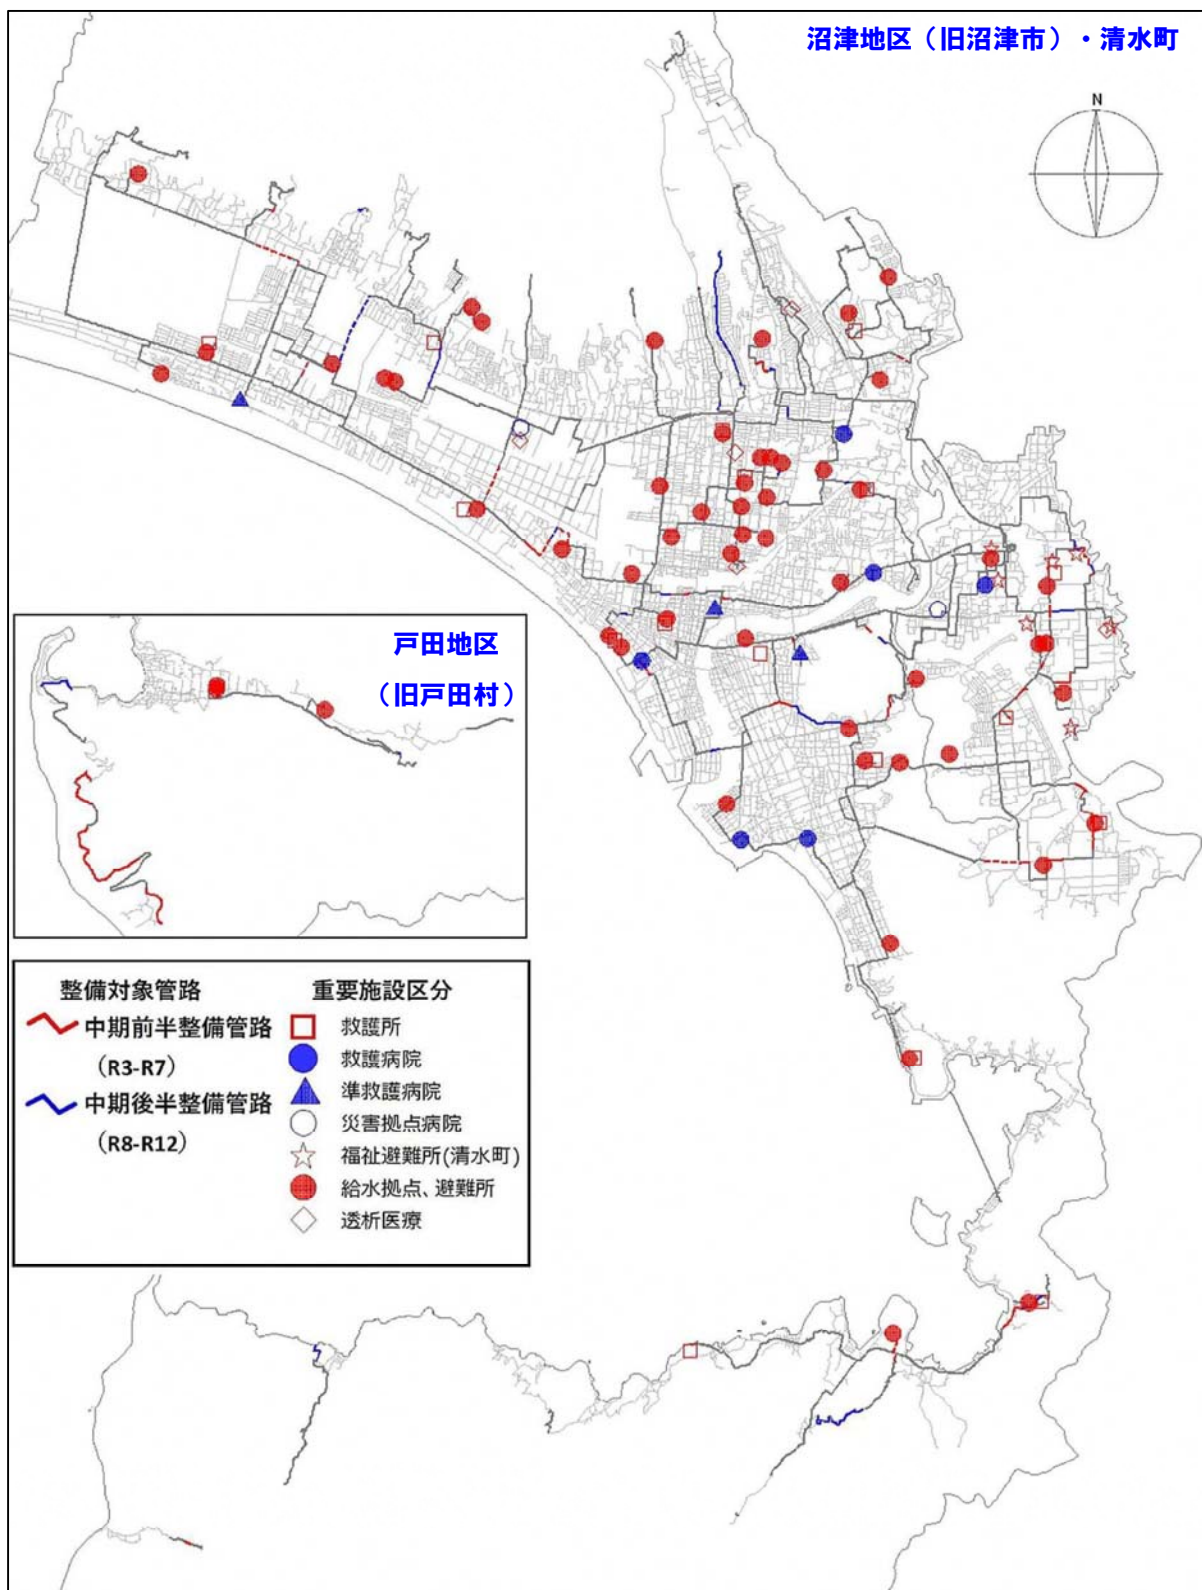 沼津地区（旧沼津市）・清水町
N
戸田地区
（旧戸田村）
整備対象管路
中期前半整備管路
（R3-R7）
中期後半整備管路
（R8-R12）
重要施設区分
救護所
救護病院
準救護病院
災害拠点病院
福祉避難所(清水町)
給水拠点、避難所
透析医療